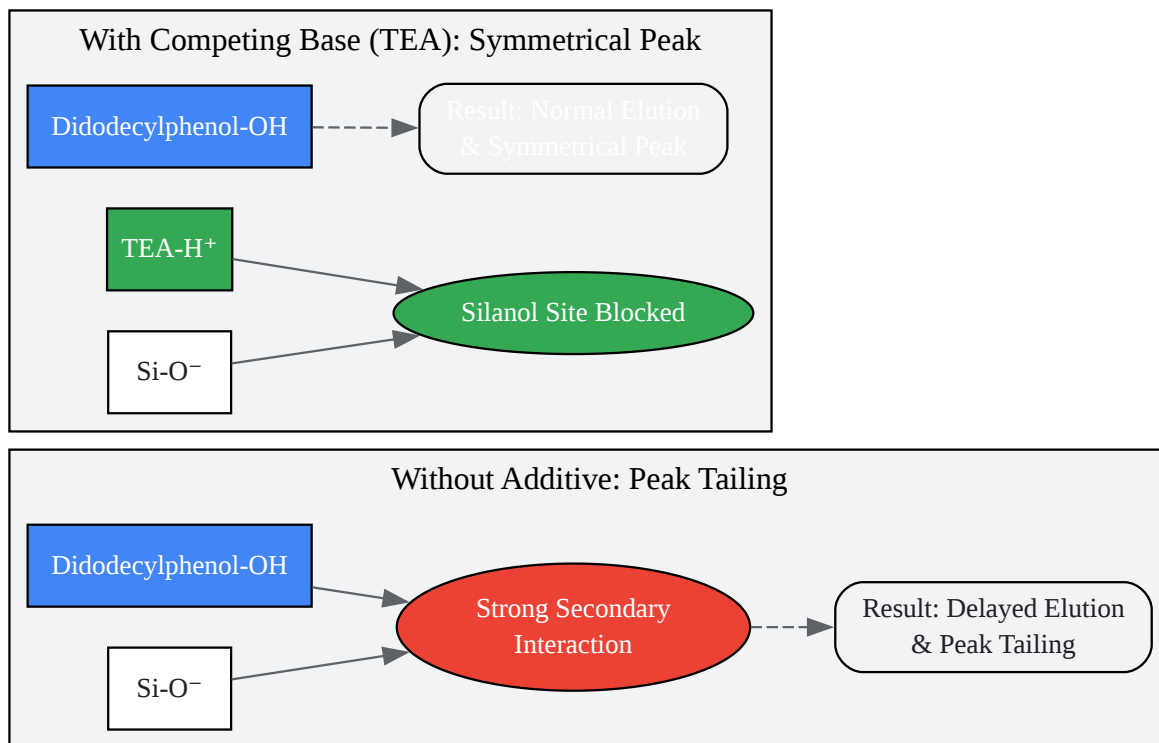 With Competing Base (TEA): Symmetrical Peak
Didodecylphenol-OH
Result: Normal Elution
& Symmetrical Peak
TEA-H⁺
Silanol Site Blocked
Si-O⁻
Without Additive: Peak Tailing
Didodecylphenol-OH
Strong Secondary
Interaction
Result: Delayed Elution
& Peak Tailing
Si-O⁻